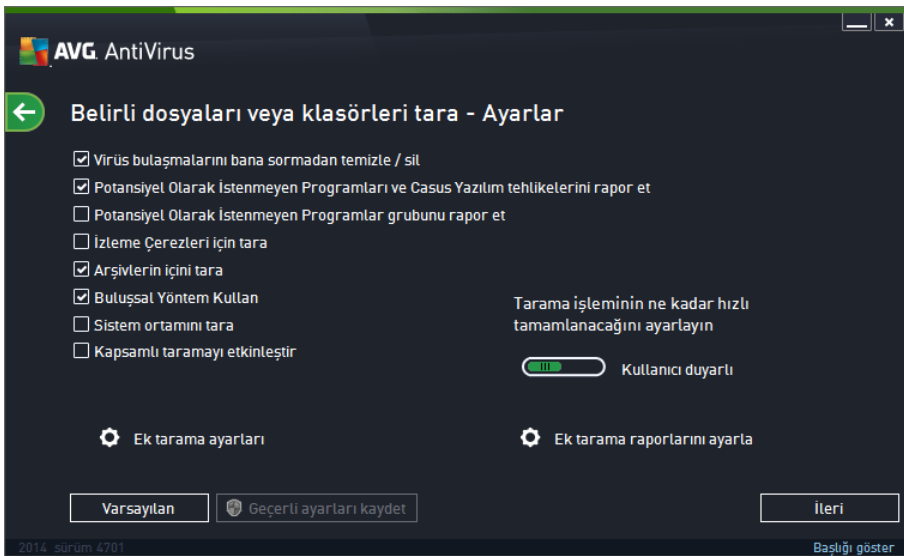 AVG AntiVirus
Belirli dosyaları veya klasörleri tara - Ayarlar
Virüs bulaşmalarını bana sormadan temizle / sil
Potansiyel Olarak İstenmeyen Programları ve Casus Yazılım tehlikelerini rapor et
Potansiyel Olarak İstenmeyen Programlar grubunu rapor et
İzleme Çerezleri için tara
Arşivlerin içini tara
Buluşsal Yöntem Kullan
Sistem ortamını tara
Kapsamlı taramayı etkinleştir
Tarama işleminin ne kadar hızlı
tamamlanacağını ayarlayın
Kullanıcı duyarlı
Ek tarama ayarları
Ek tarama raporlarını ayarla
Varsayılan
Geçerli ayarları kaydet
İleri
2014 sürüm 4701
Başlığı göster